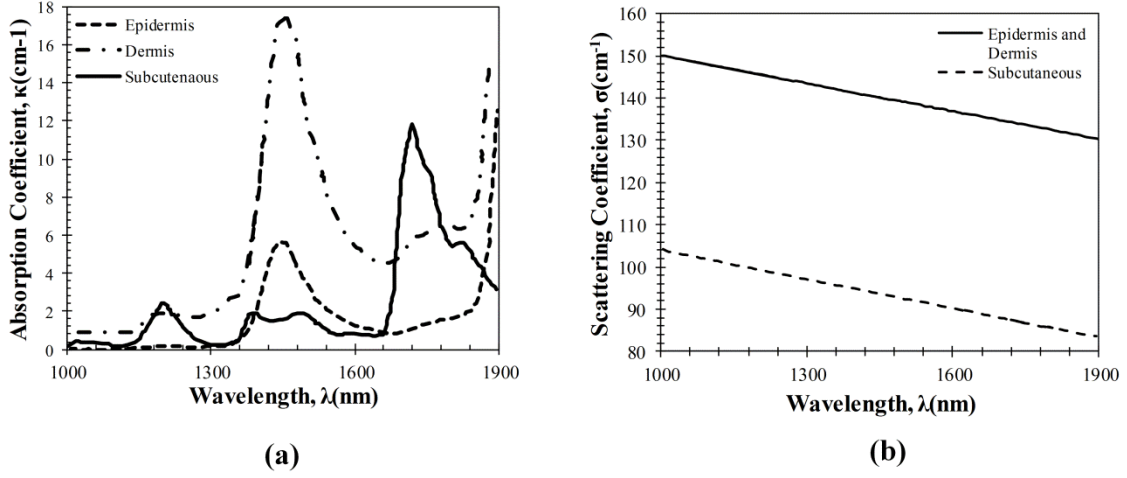 18
16
14
12
10
8
6
4
2
0
Absorption Coefficient, κ(cm-1)
Epidermis
Dermis
Subcutenaous
1000
1300
1600
1900
Wavelength, λ(nm)
(a)
160
150
140
130
120
110
100
90
80
Scattering Coefficient, σ(cm⁻¹)
Epidermis and
Dermis
Subcutaneous
1000
1300
1600
1900
Wavelength, λ(nm)
(b)